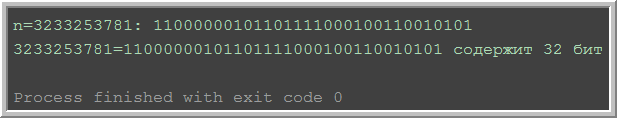 n=3233253781: 11000000101101111000100110010101
3233253781=11000000101101111000100110010101 содержит 32 бит
Process finished with exit code 0